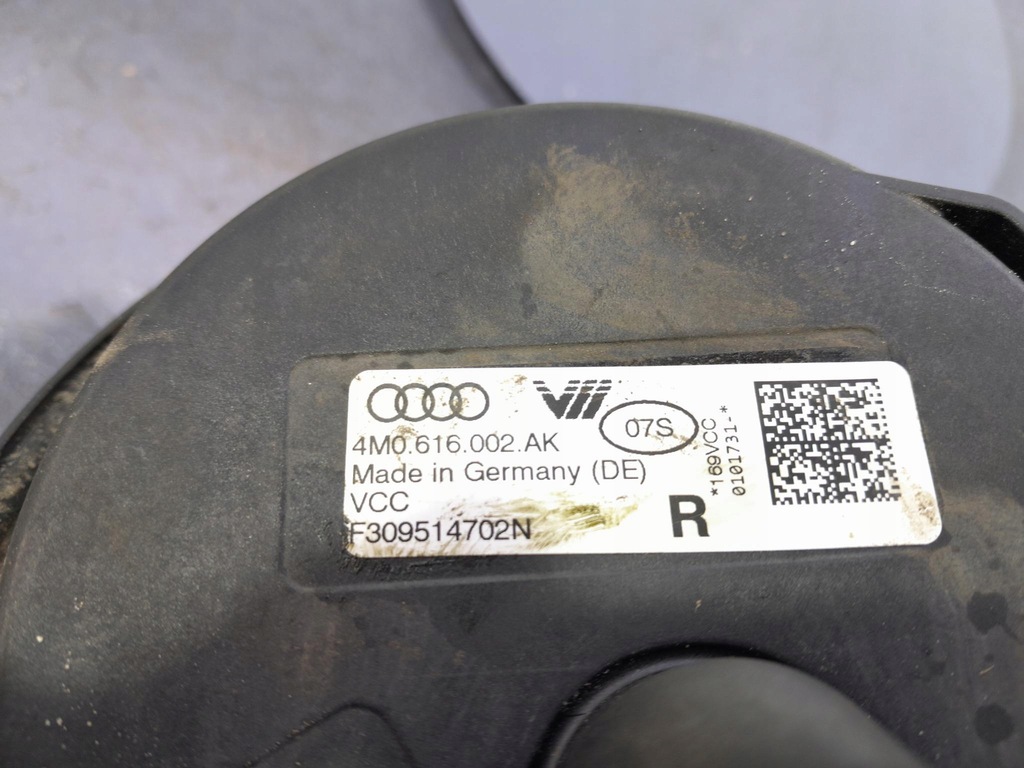 07S
4M0.616.002.AK
Made in Germany (DE)
VCC
F309514702N
R
*169VCC
0101731-*